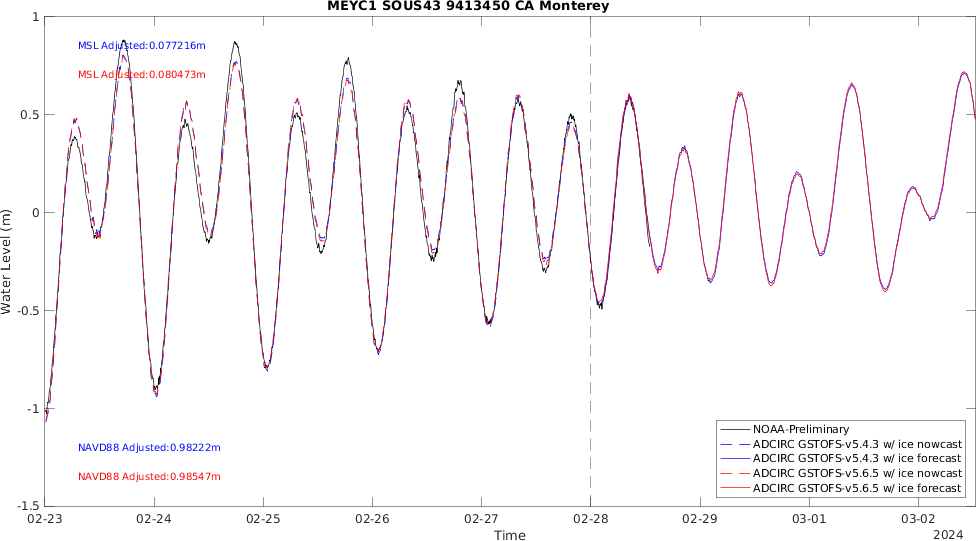 MEYC1 SOUS43 9413450 CA Monterey
MSL Adjusted:0.077216m
MSL Adjusted:0.080473m
NAVD88 Adjusted:0.98222m
NAVD88 Adjusted:0.98547m
Water Level (m)
1
0.5
0
-0.5
-1
-1.5
NOAA-Preliminary
ADCIRC GSTOFS-v5.4.3 w/ ice nowcast
ADCIRC GSTOFS-v5.4.3 w/ ice forecast
ADCIRC GSTOFS-v5.6.5 w/ ice nowcast
ADCIRC GSTOFS-v5.6.5 w/ ice forecast
02-23 02-24 02-25 02-26 02-27 02-28 02-29 03-01 03-02
Time
2024